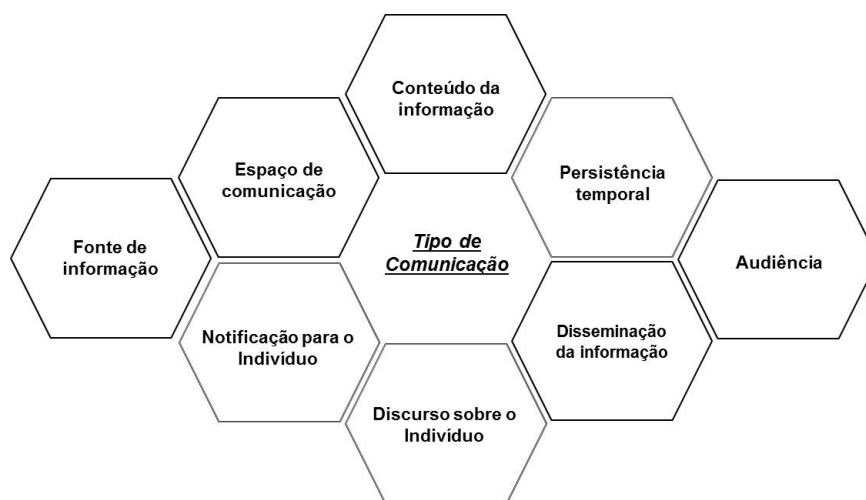 Conteúdo da
informação
Espaço de
comunicação
Persistência
temporal
Fonte de
informação
Tipo de
Comunicação
Audiência
Notificação para o
Indivíduo
Disseminação
da informação
Discurso sobre o
Indivíduo